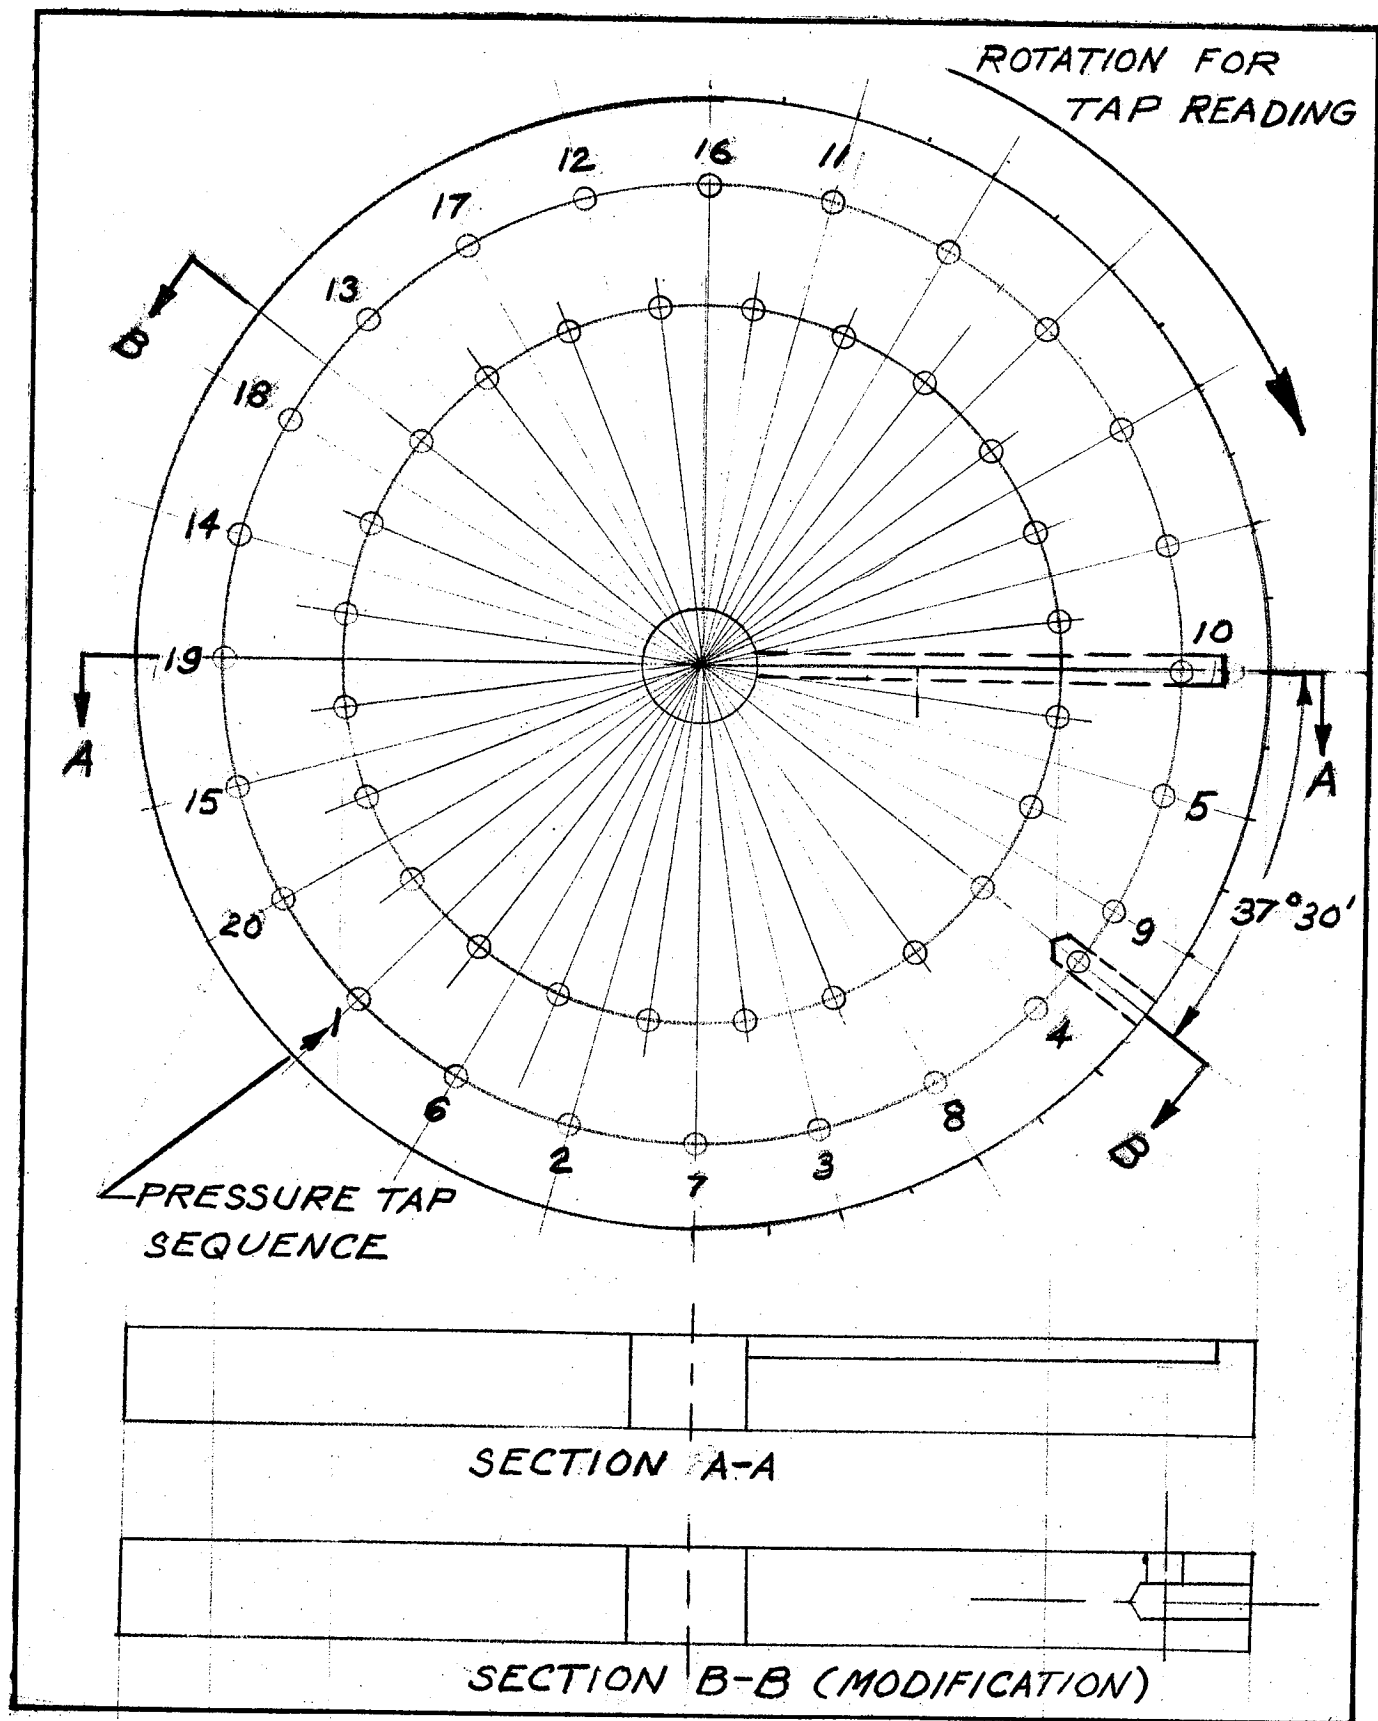 ROTATION FOR
TAP READING
16
12
11
17
13
B
18
14
10
19
A
A
15
5
20
9
37°30'
1
4
6
8
2
3
B
7
PRESSURE TAP
SEQUENCE
SECTION A-A
SECTION B-B (MODIFICATION)